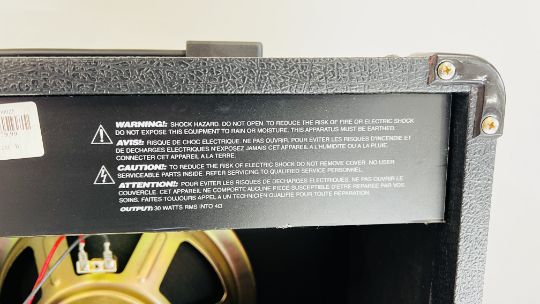 WARNING!: SHOCK HAZARD. DO NOT OPEN. TO REDUCE THE RISK OF FIRE OR ELECTRIC SHOCK
DO NOT EXPOSE THIS EQUIPMENT TO RAIN OR MOISTURE. THIS APPARATUS MUST BE EARTHED.
AVIS!: RISQUE DE CHOC ELECTRIQUE. NE PAS OUVRIR. POUR EVITER LES RISQUES D'INCENDIE ET
DE DECHARGES ELECTRIQUES N'EXPOSEZ JAMAIS CET APPAREIL A L'HUMIDITE OU A LA PLUIE.
CONNECTER CET APPAREIL A LA TERRE.
CAUTION!: TO REDUCE THE RISK OF ELECTRIC SHOCK DO NOT REMOVE COVER. NO USER
SERVICEABLE PARTS INSIDE. REFER SERVICING TO QUALIFIED SERVICE PERSONNEL.
ATTENTION!: POUR EVITER LES RISQUES DE DECHARGES ELECTRIQUES, NE PAS OUVRIR LE
COUVERCLE. CET APPAREIL NE COMPORTE AUCUNE PIECE SUSCEPTIBLE D'ETRE REPAREE PAR VOS
SOINS. FAITES TOUJOURS APPEL A UN TECHNICIEN QUALIFIE POUR TOUTE REPARATION.
OUTPUT: 30 WATTS RMS INTO 4Ω